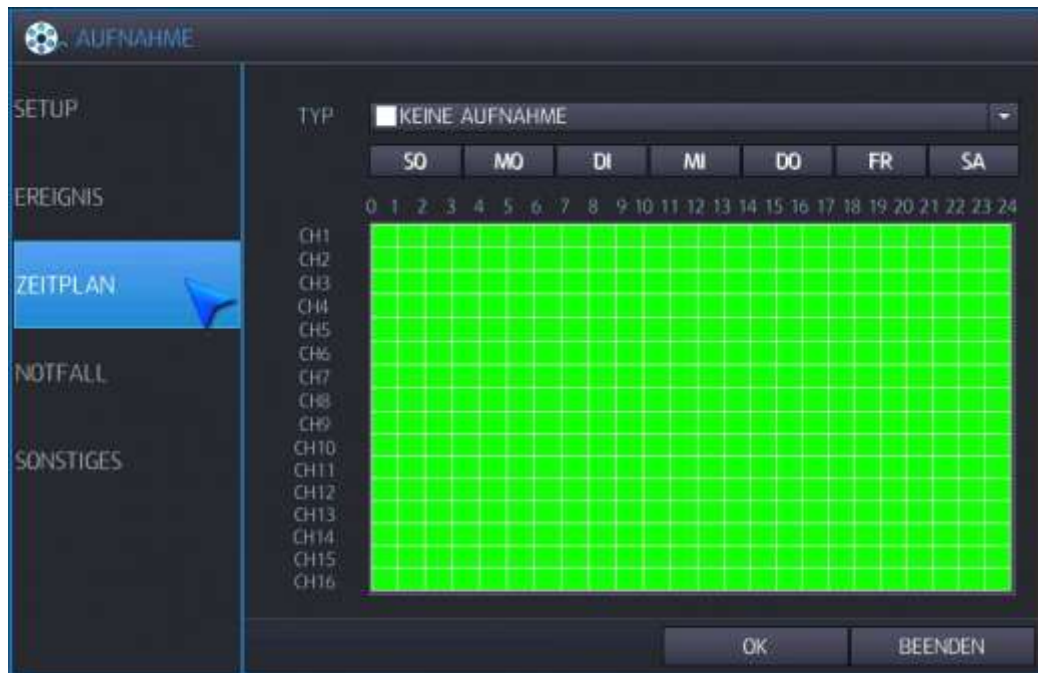 AUFNAHME
SETUP
EREIGNIS
ZEITPLAN
NOTFALL
SONSTIGES
TYP KEINE AUFNAHME
SO MO DI MI DO FR SA
0 1 2 3 4 5 6 7 8 9 10 11 12 13 14 15 16 17 18 19 20 21 22 23 24
CH1
CH2
CH3
CH4
CH5
CH6
CH7
CH8
CH9
CH10
CH11
CH12
CH13
CH14
CH15
CH16
OK BEENDEN